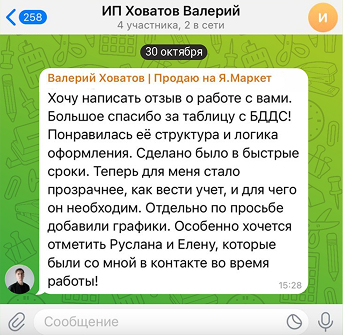 258
ИП Ховатов Валерий
4 участника, 2 в сети
И
30 октября
Валерий Ховатов | Продаю на Я.Маркет
Хочу написать отзыв о работе с вами.
Большое спасибо за таблицу с БДДС!
Понравилась её структура и логика
оформления. Сделано было в быстрые
сроки. Теперь для меня стало
прозрачнее, как вести учет, и для чего
он необходим. Отдельно по просьбе
добавили графики. Особенно хочется
отметить Руслана и Елену, которые
были со мной в контакте во время
работы!
15:28
Сообщение